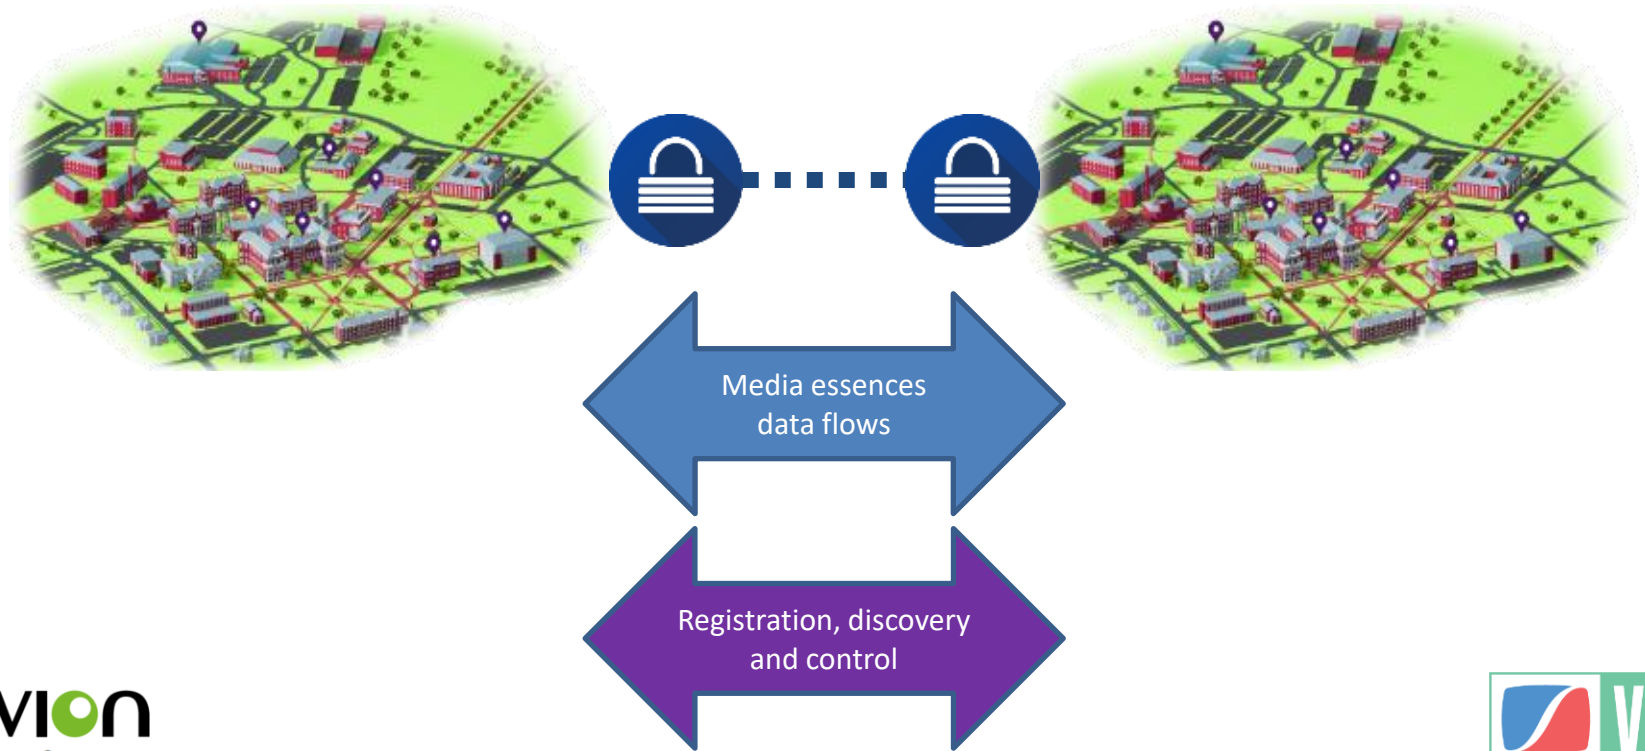 Media essences
data flows
Registration, discovery
and control